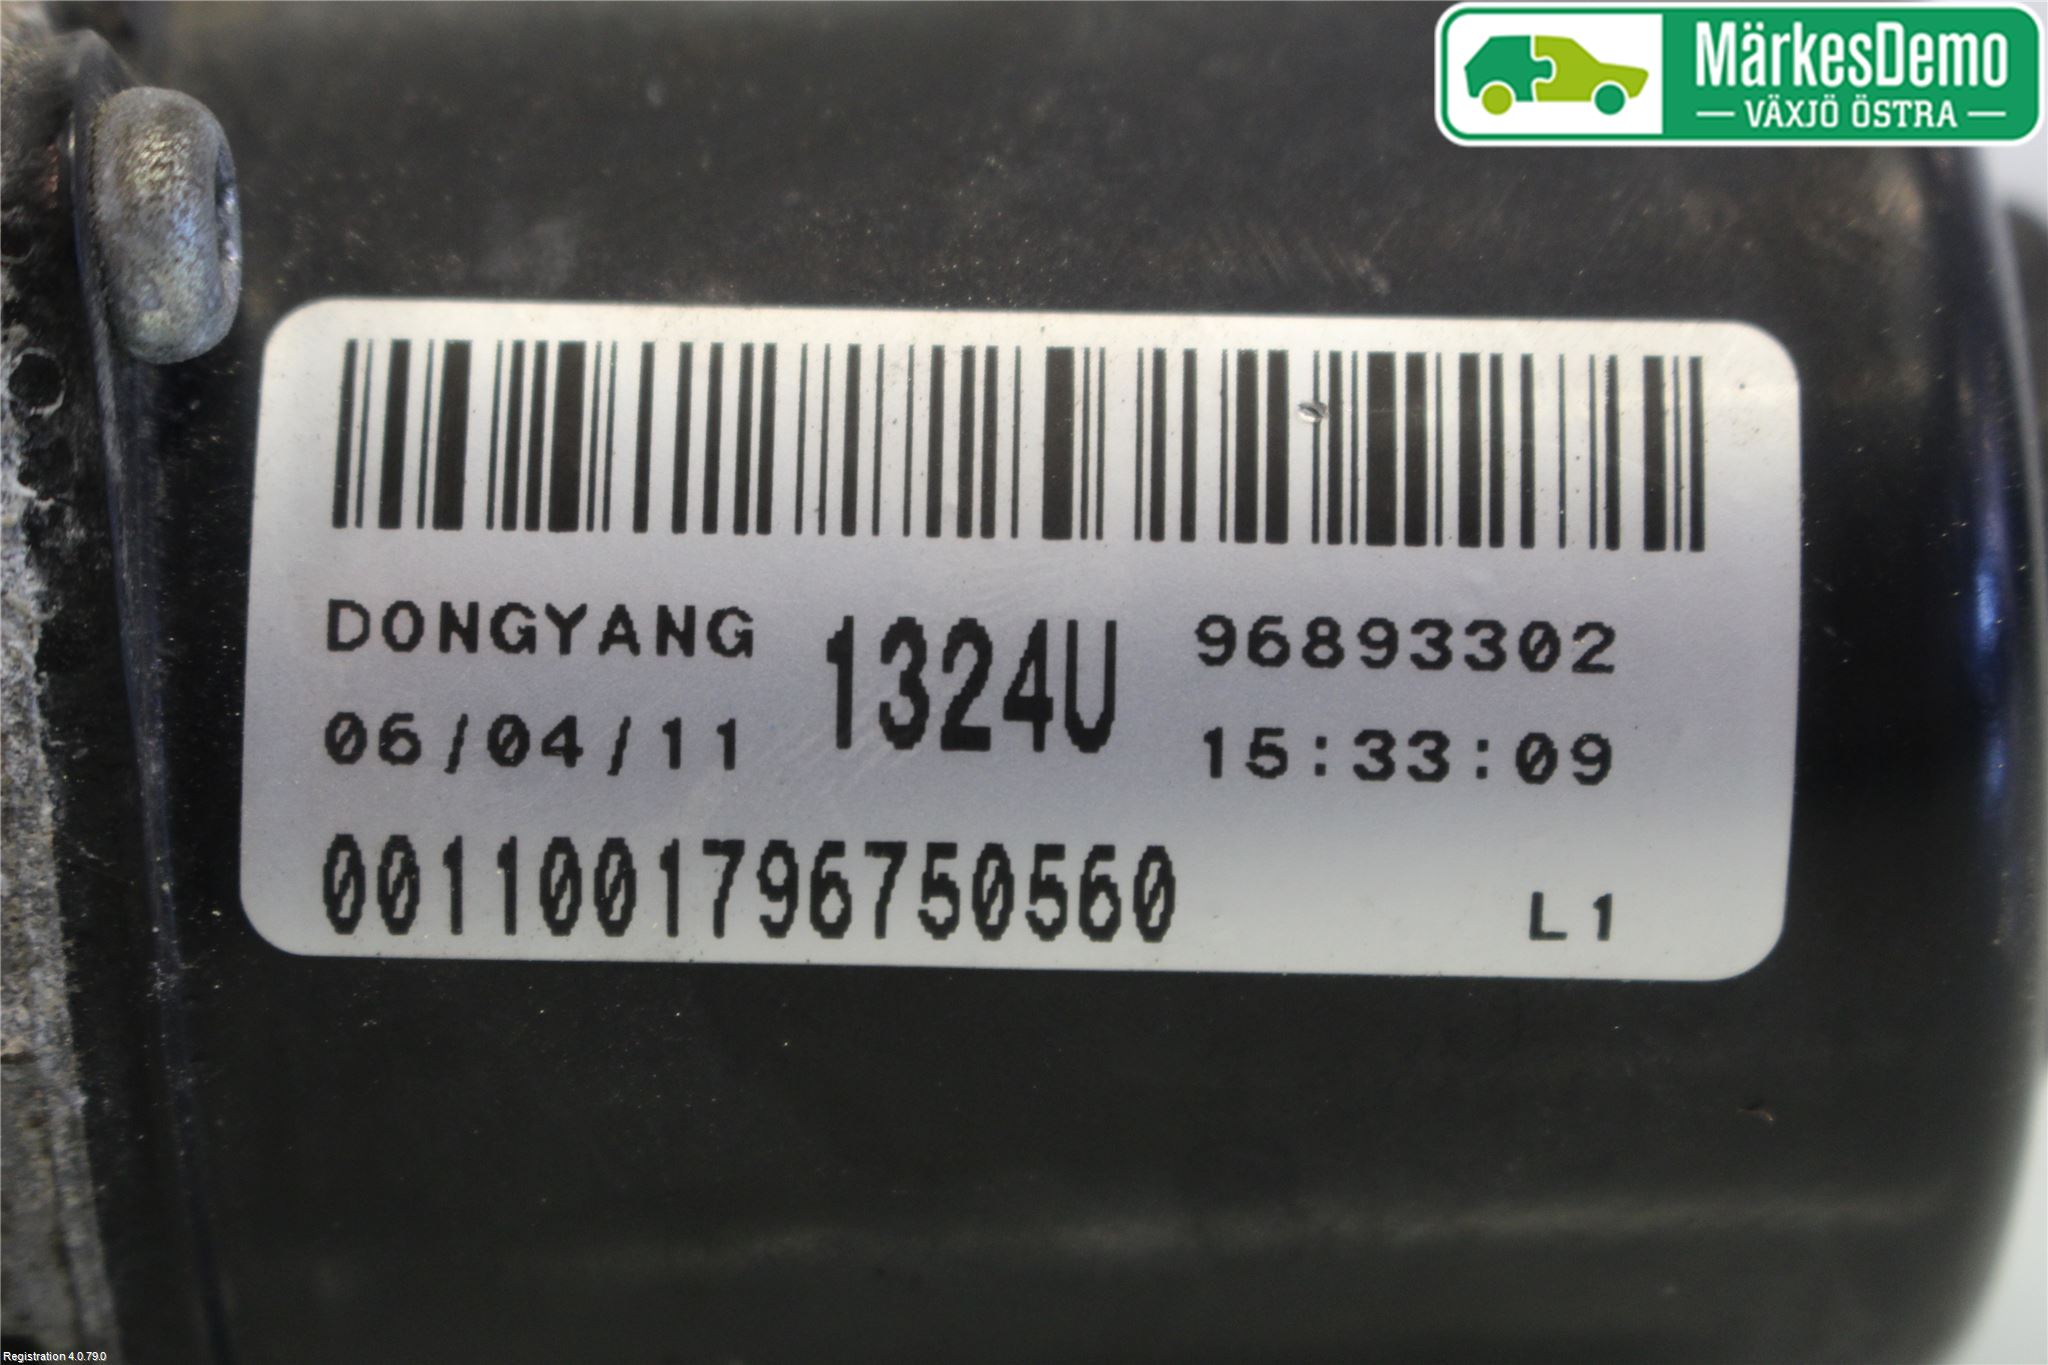 MärkesDemo
— VÄXJÖ ÖSTRA —
DONGYANG 1324U 96893302
06/04/11 15:33:09
0011001796750560 L1
Registration 4.0.79.0